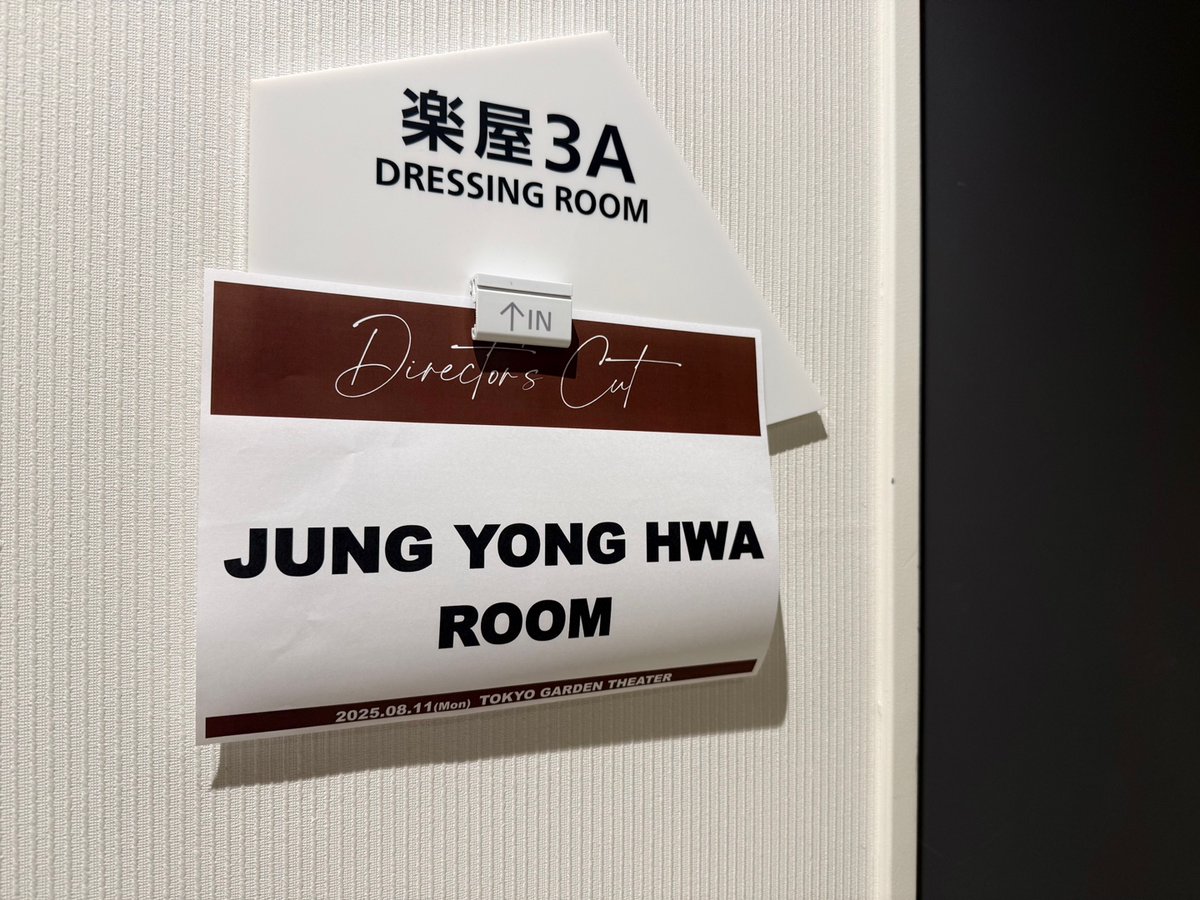 楽屋3A
DRESSING ROOM
↑IN
Director's Cut
JUNG YONG HWA
ROOM
2025.08.11(Mon) TOKYO GARDEN THEATER